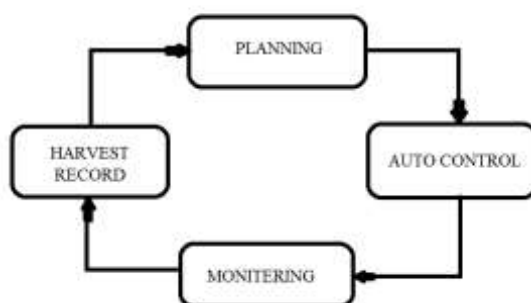 PLANNING
HARVEST
RECORD
AUTO CONTROL
MONITERING